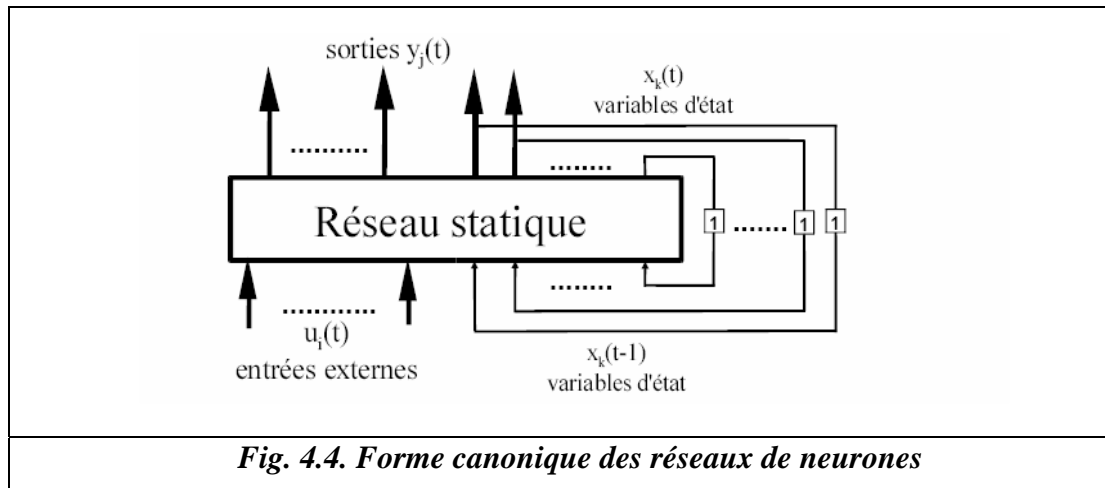 sorties yj(t)
xk(t)
variables d'état
..........
........
Réseau statique
1
.......
1
1
........
............
ui(t)
entrées externes
xk(t-1)
variables d'état
Fig. 4.4. Forme canonique des réseaux de neurones